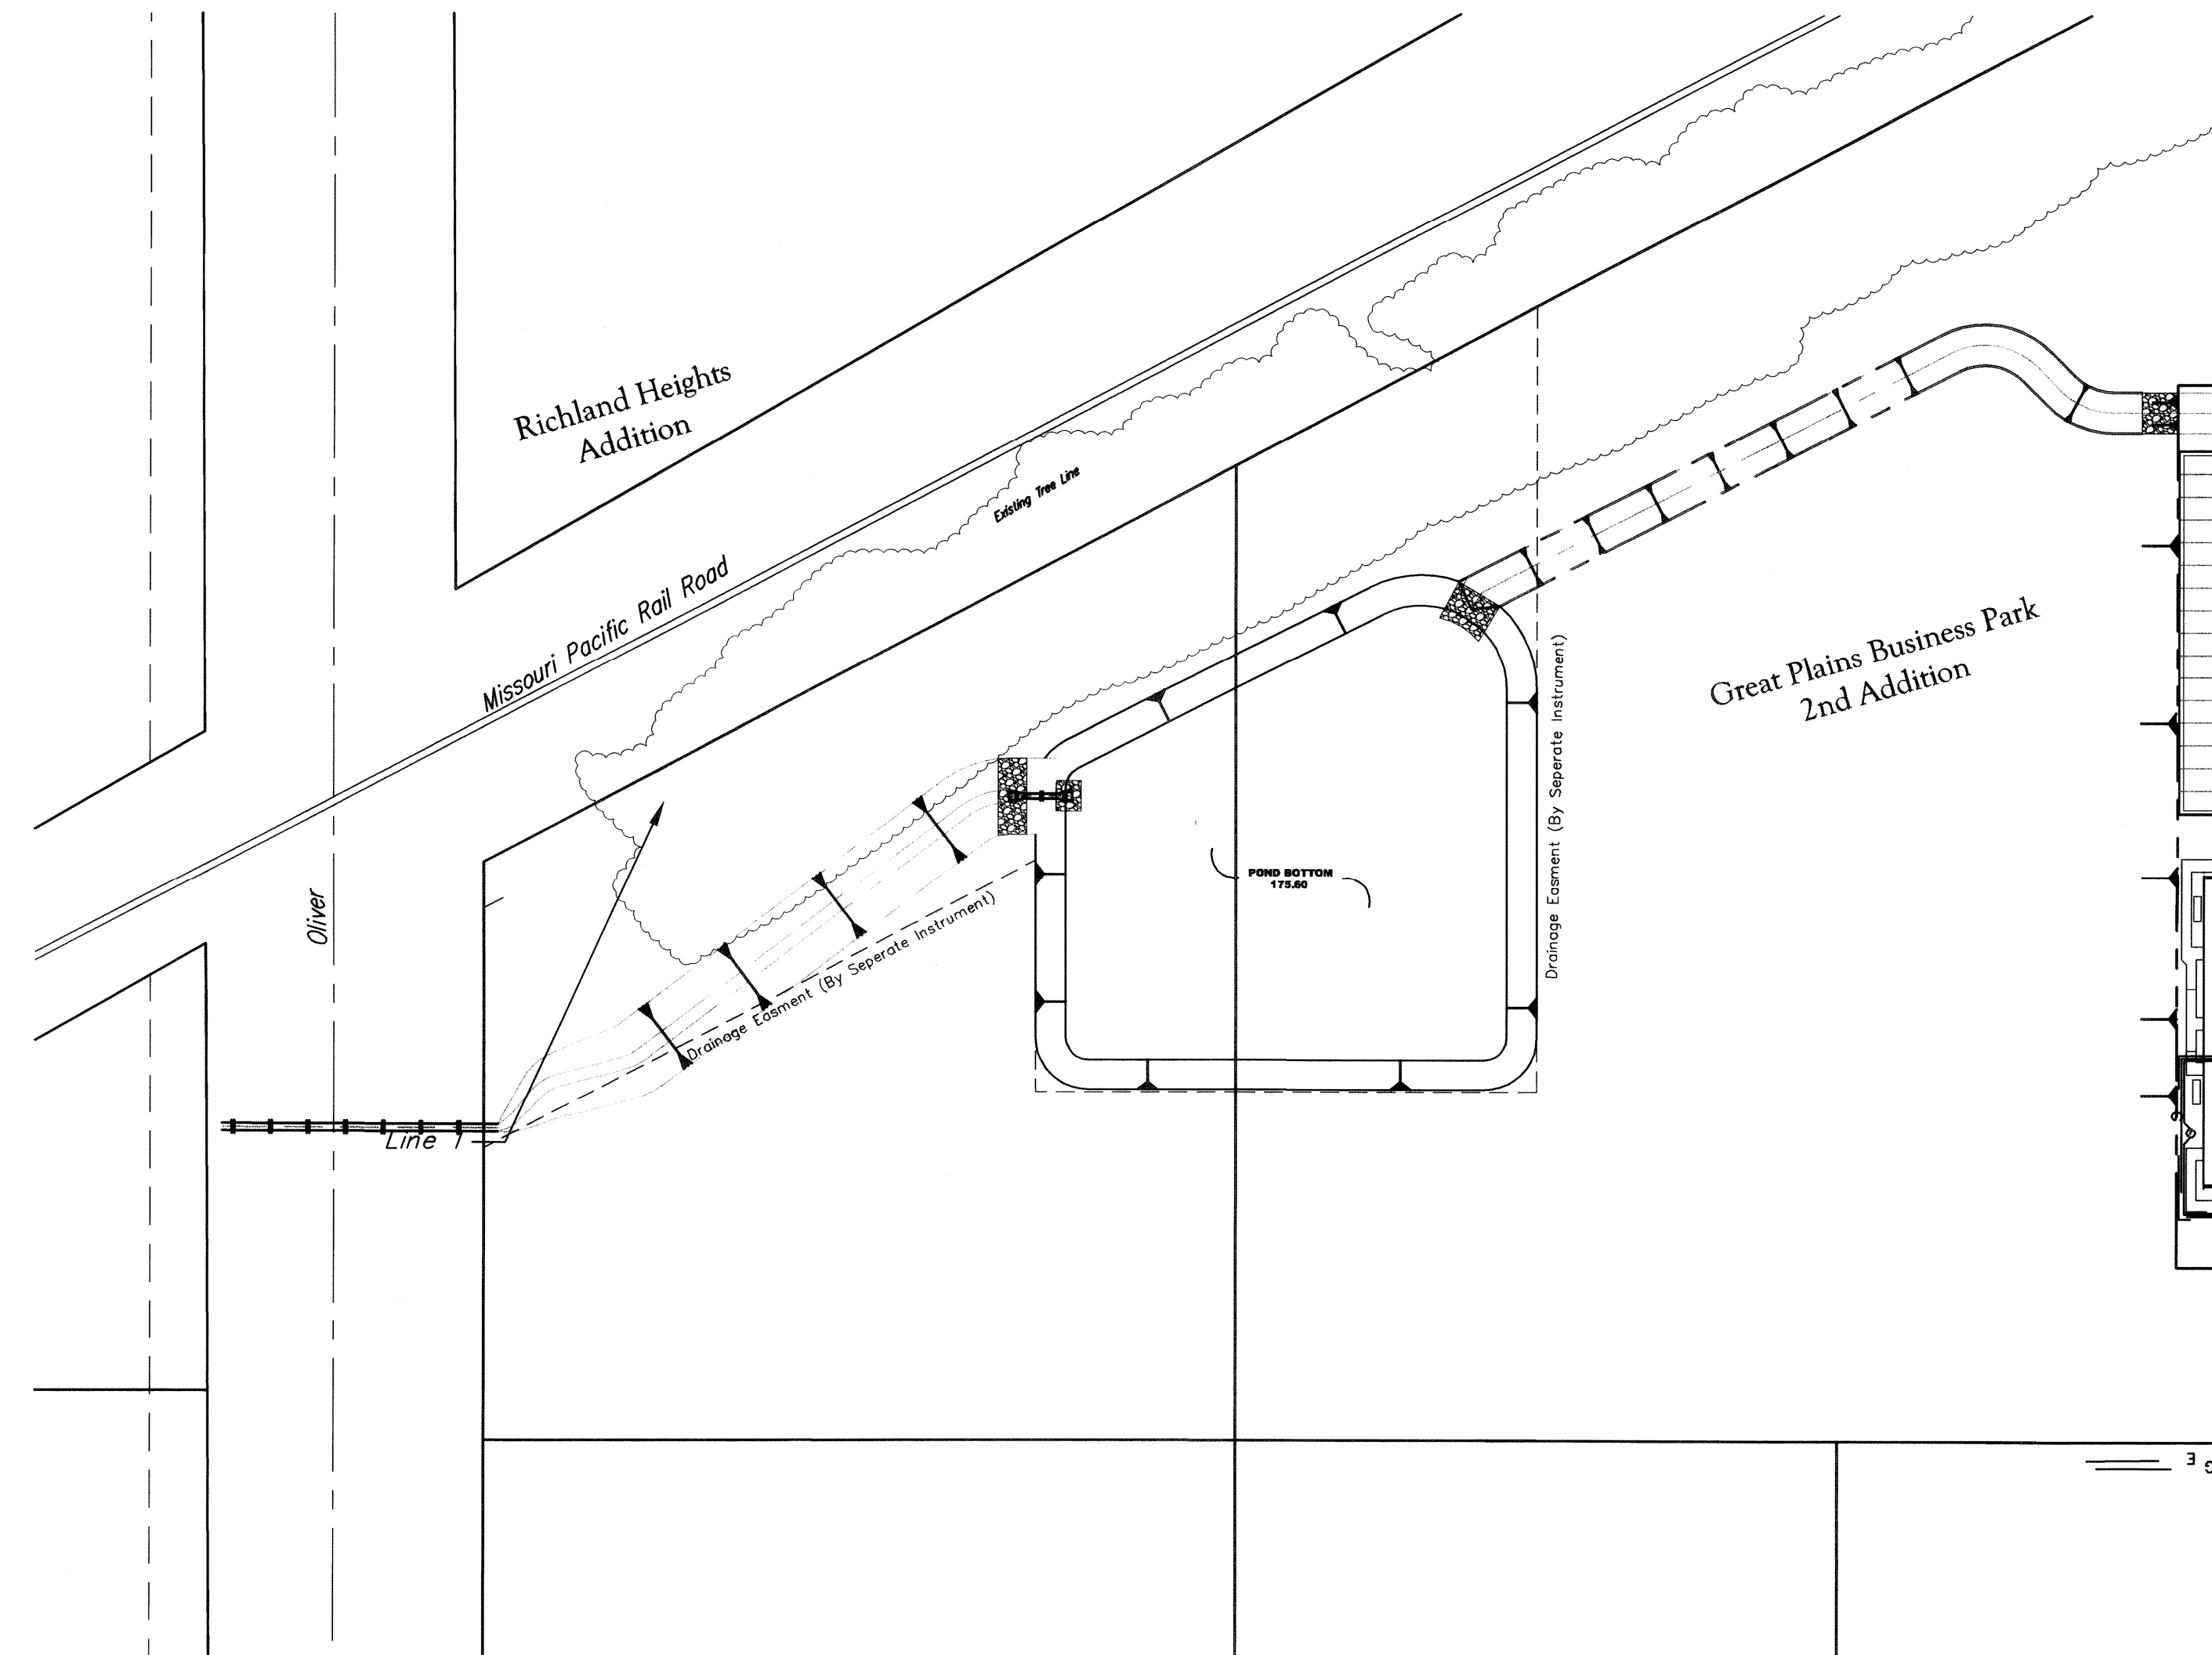 Richland Heights
Addition
Existing Tree Line
Missouri Pacific Rail Road
Great Plains Business Park
2nd Addition
Drainage Easment (By Seperate Instrument)
POND BOTTOM
175.60
Oliver
Drainage Easment (By Seperate Instrument)
Line 1